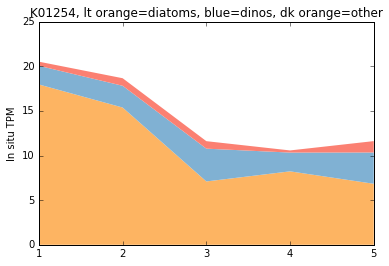 K01254, lt orange=diatoms, blue=dinos, dk orange=other
In situ TPM
25
20
15
10
5
0
1 2 3 4 5